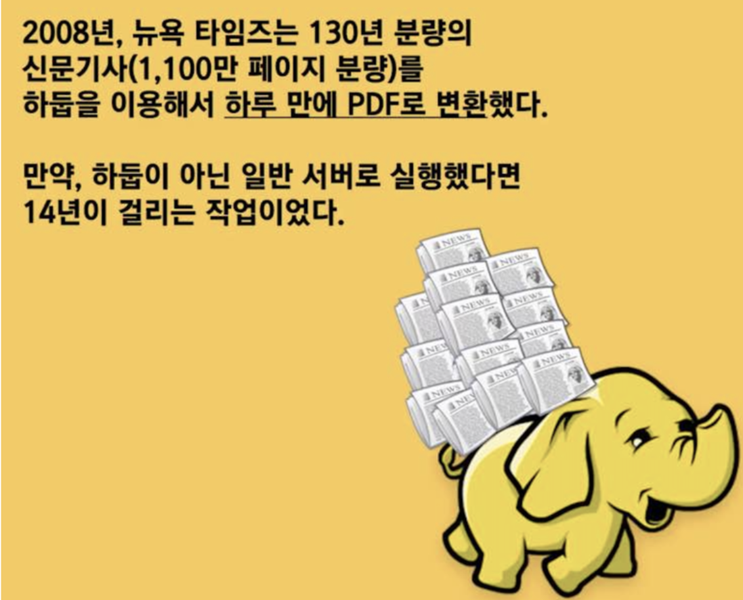 2008년, 뉴욕 타임즈는 130년 분량의
신문기사(1,100만 페이지 분량)를
하둡을 이용해서 하루 만에 PDF로 변환했다.
만약, 하둡이 아닌 일반 서버로 실행했다면
14년이 걸리는 작업이었다.
NEWS
NEWS
NEWS
NEWS
NEWS
NEWS
NEWS
NEWS
NEWS